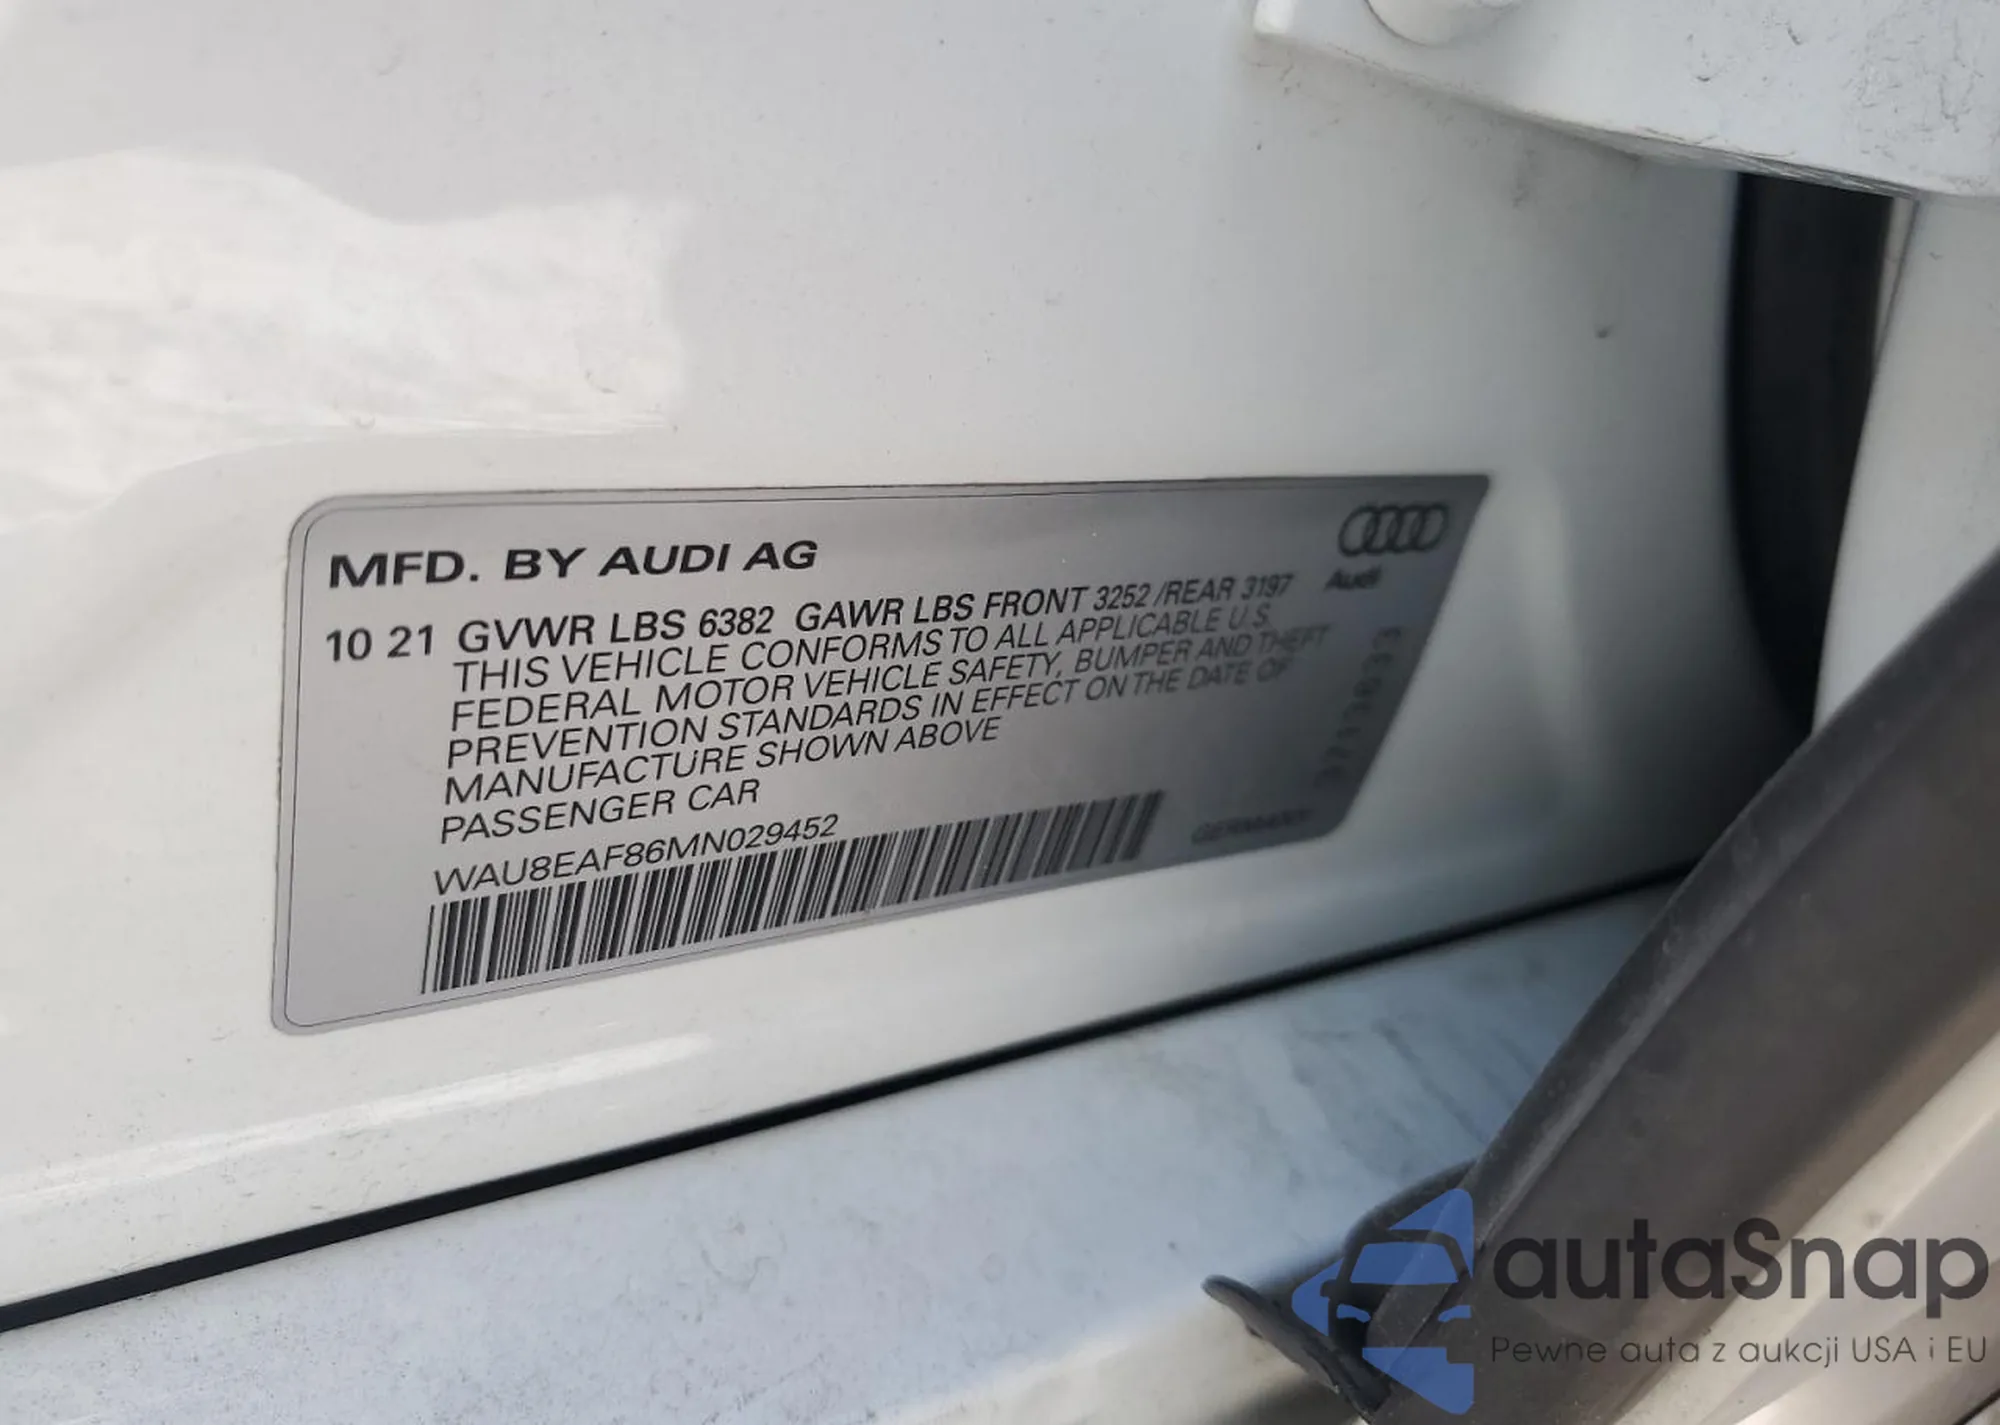 MFD. BY AUDI AG
Audi
10 21 GVWR LBS 6382 GAWR LBS FRONT 3252 /REAR 3197
THIS VEHICLE CONFORMS TO ALL APPLICABLE U.S.
FEDERAL MOTOR VEHICLE SAFETY, BUMPER AND THEFT
PREVENTION STANDARDS IN EFFECT ON THE DATE OF
MANUFACTURE SHOWN ABOVE
PASSENGER CAR
WAU8EAF86MN029452
GERMANY
autaSnap
Pewne auta z aukcji USA i EU